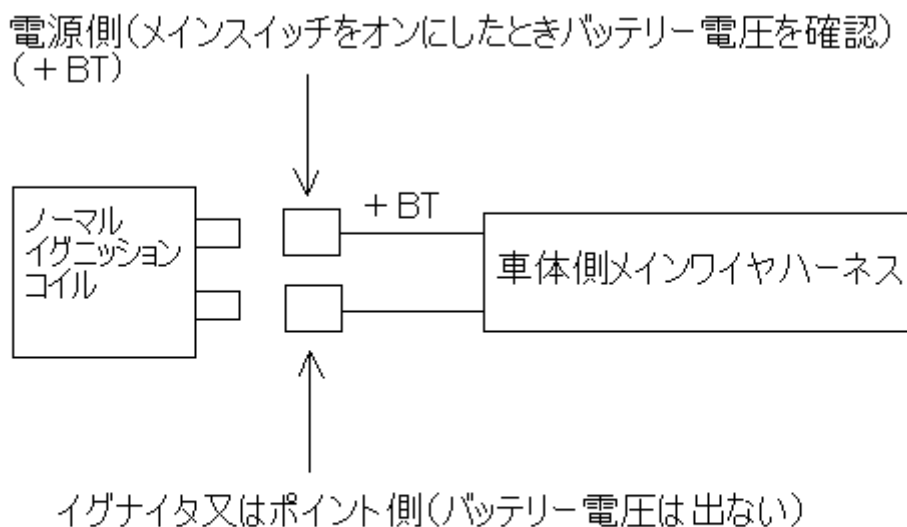 電源側(メインスイッチをオンにしたときバッテリー電圧を確認)
(+BT)
+BT
ノーマル
イグニッション
コイル
車体側メインワイヤハーネス
イグナイタ又はポイント側(バッテリー電圧は出ない)